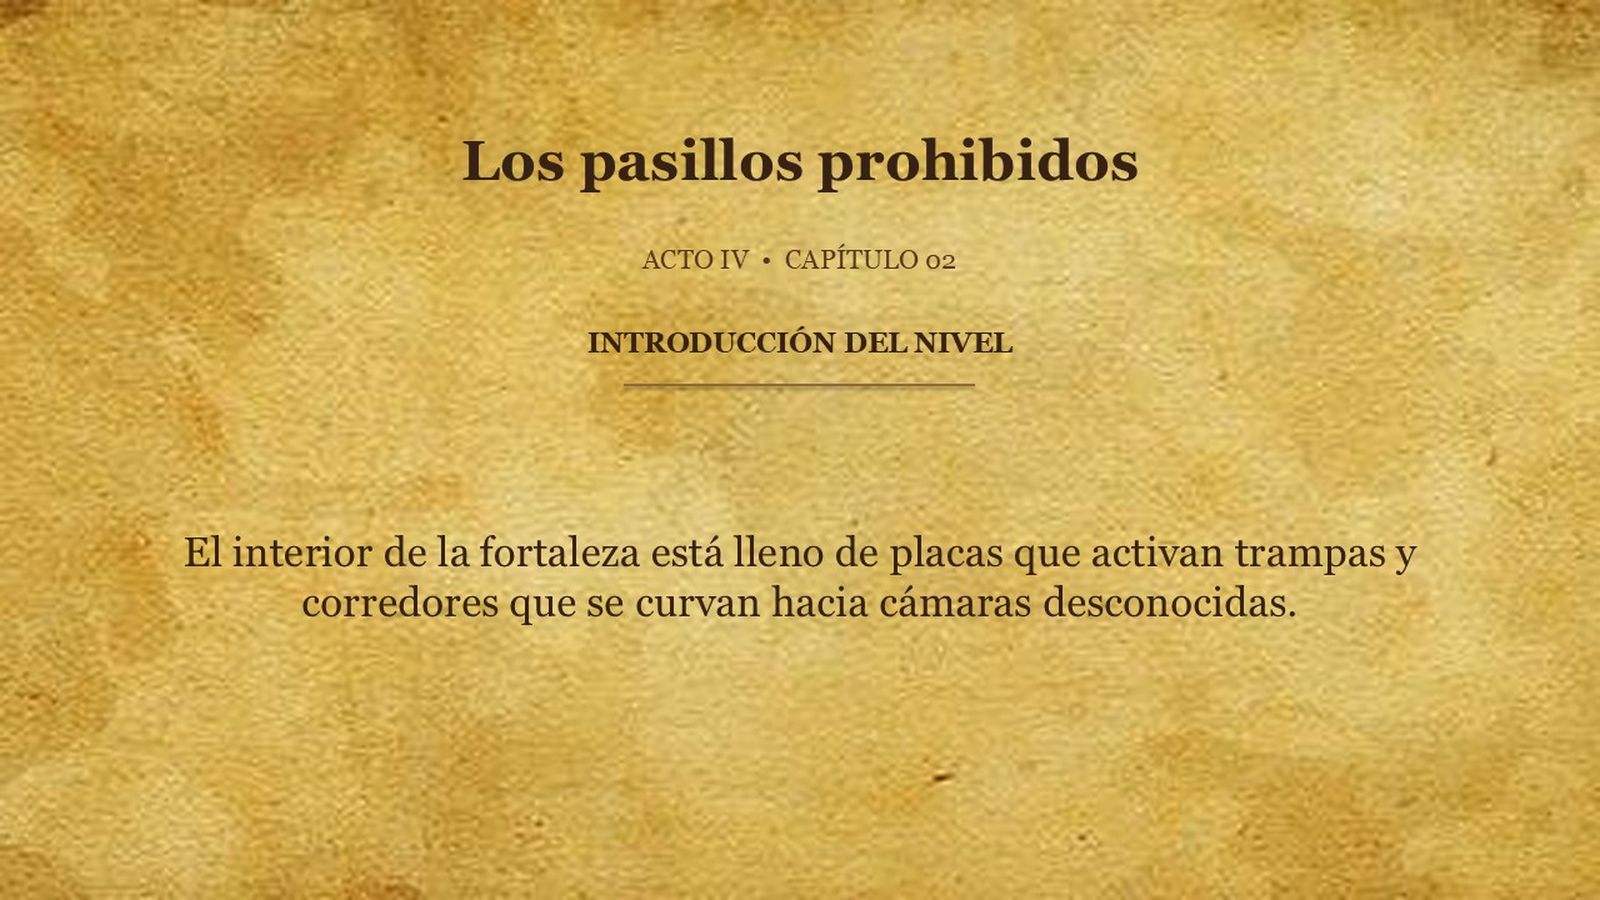 Los pasillos prohibidos
ACTO IV • CAPÍTULO 02
INTRODUCCIÓN DEL NIVEL
El interior de la fortaleza está lleno de placas que activan trampas y
corredores que se curvan hacia cámaras desconocidas.